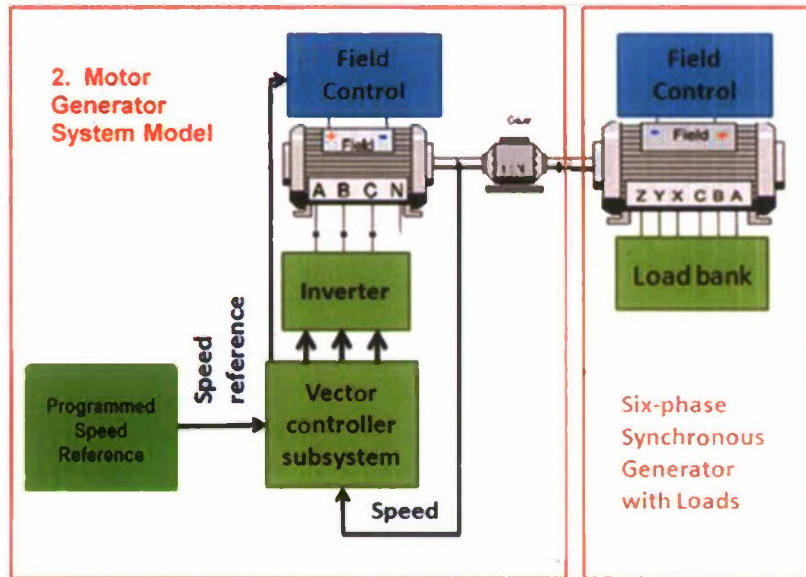 2. Motor
Generator
System Model
Field
Control
+ Field -
A B C N
Inverter
Speed
reference
Programmed
Speed
Reference
Vector
controller
subsystem
Speed
Field
Control
- Field +
Z Y X C B A
Load bank
Six-phase
Synchronous
Generator
with Loads